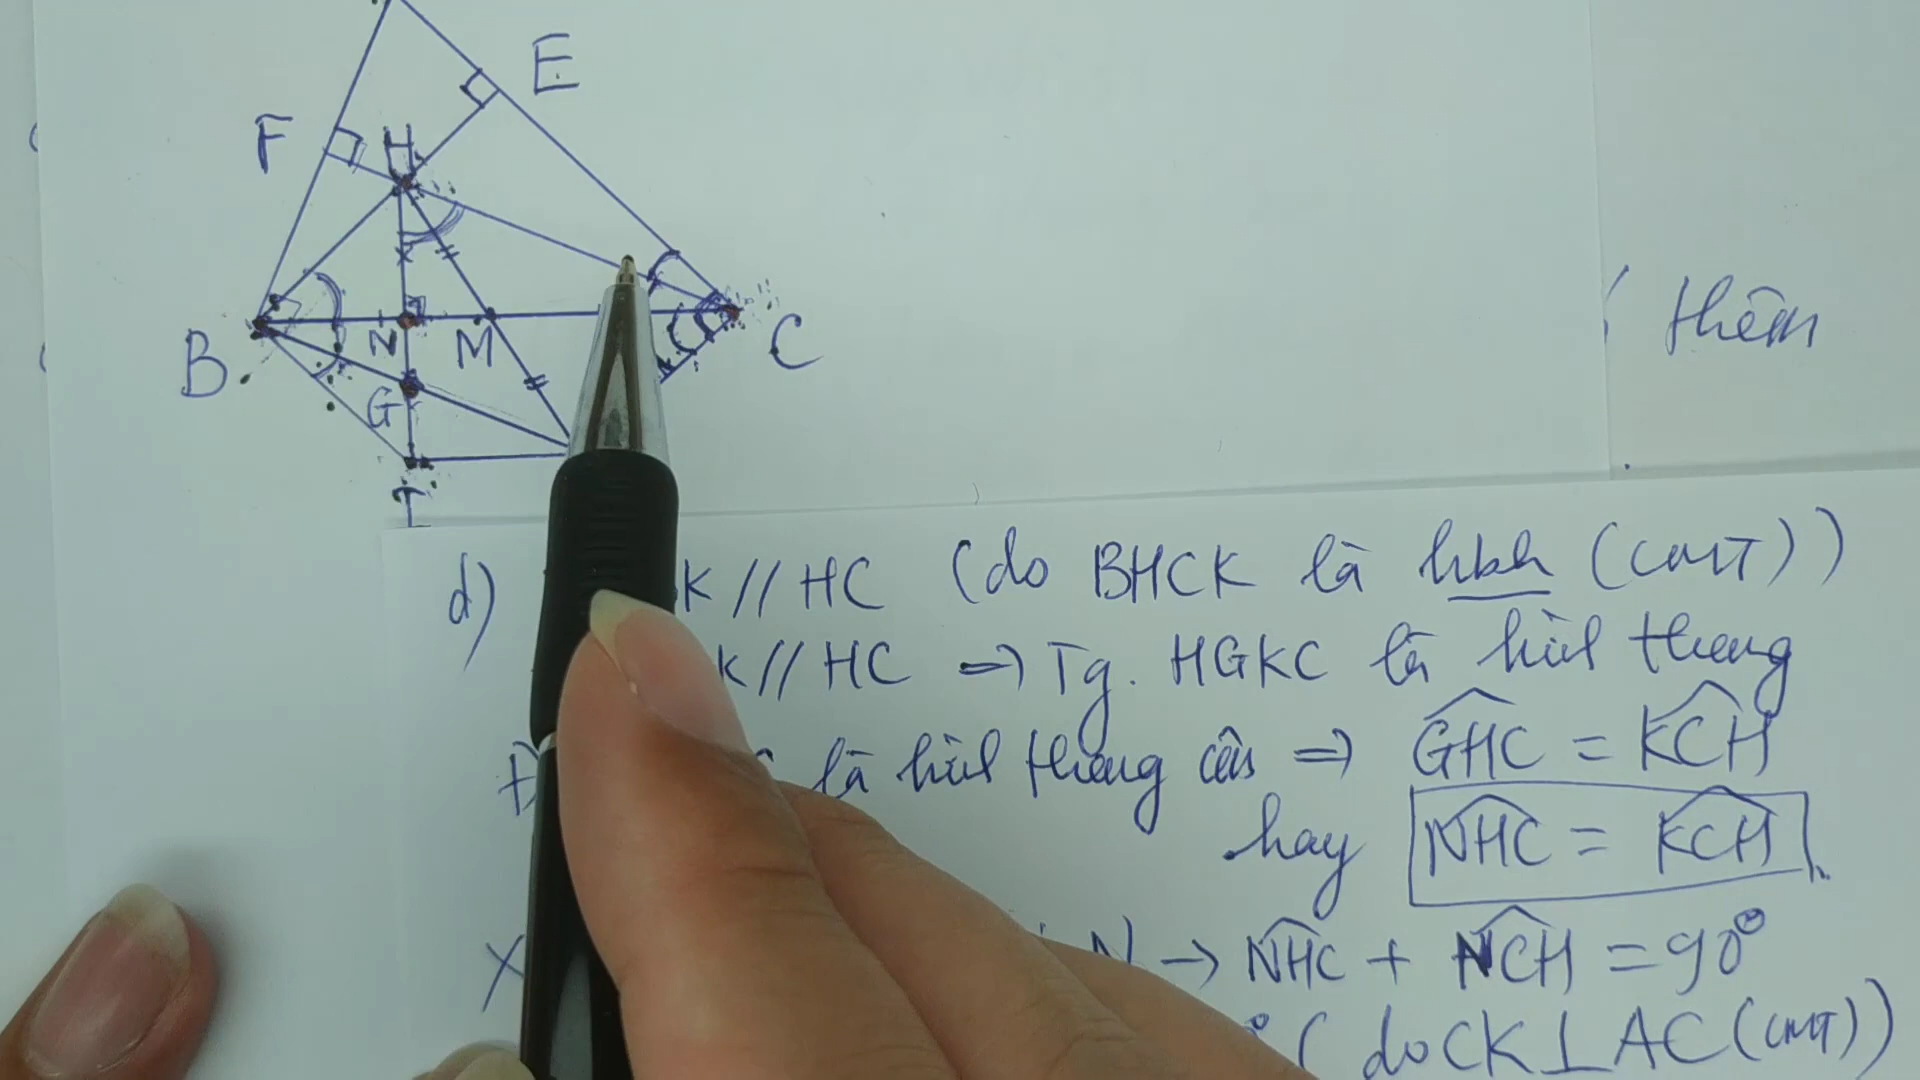 E
F
H
B
N
M
C
G
I
thêm
d) K // HC (do BHCK là hbh (CMT))
K // HC => Tg. HGKC là hình thang
là hình thang cân => GHC = KCH
hay NHC = KCH
N -> NHC + NCH = 90°
° (do CK ⊥ AC (CMT))